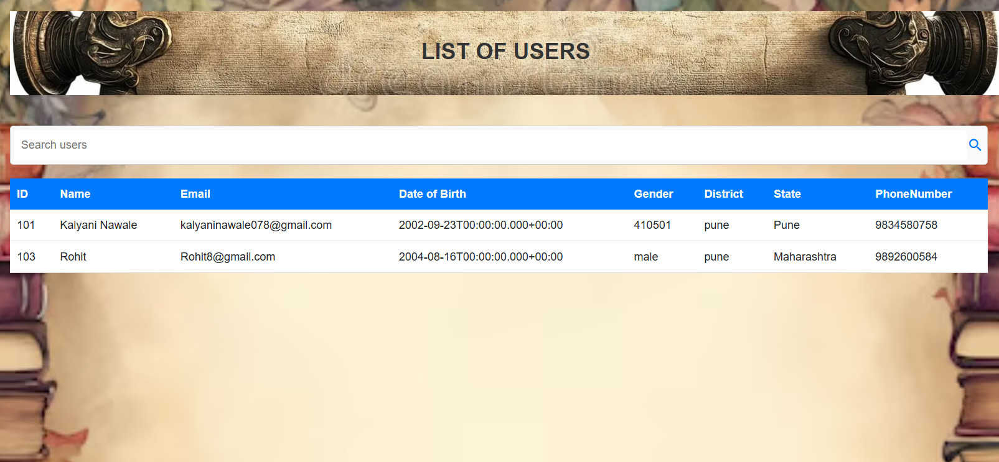 LIST OF USERS
Search users
ID Name Email Date of Birth Gender District State PhoneNumber
101 Kalyani Nawale kalyaninawale078@gmail.com 2002-09-23T00:00:00.000+00:00 410501 pune Pune 9834580758
103 Rohit Rohit8@gmail.com 2004-08-16T00:00:00.000+00:00 male pune Maharashtra 9892600584